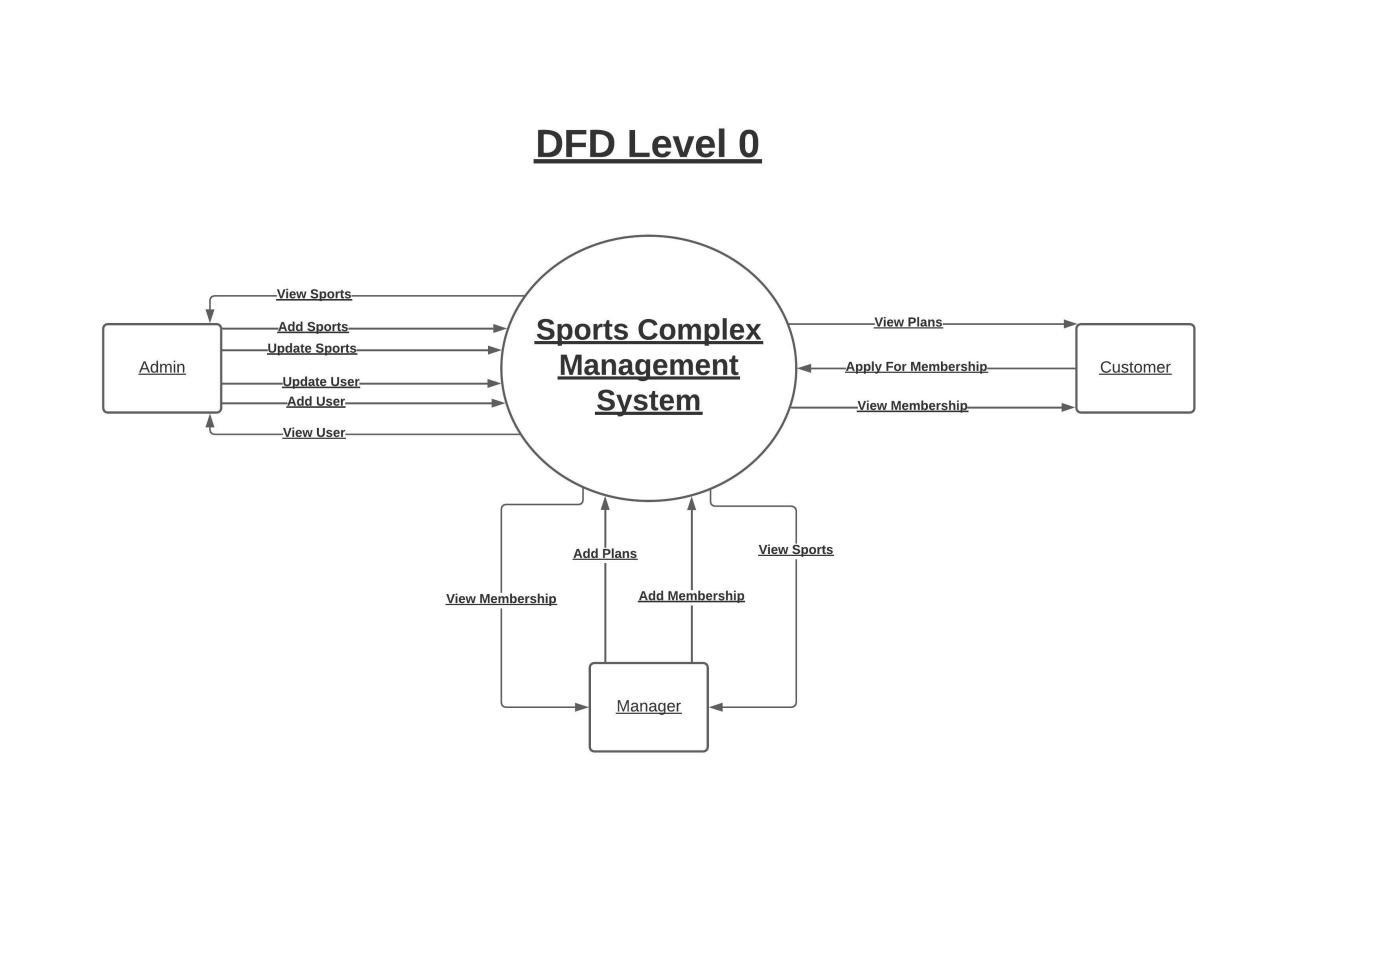 DFD Level 0
View Sports
Add Sports
Update Sports
Update User
Add User
View User
Admin
Sports Complex
Management
System
View Plans
Apply For Membership
View Membership
Customer
View Membership
Add Plans
Add Membership
View Sports
Manager